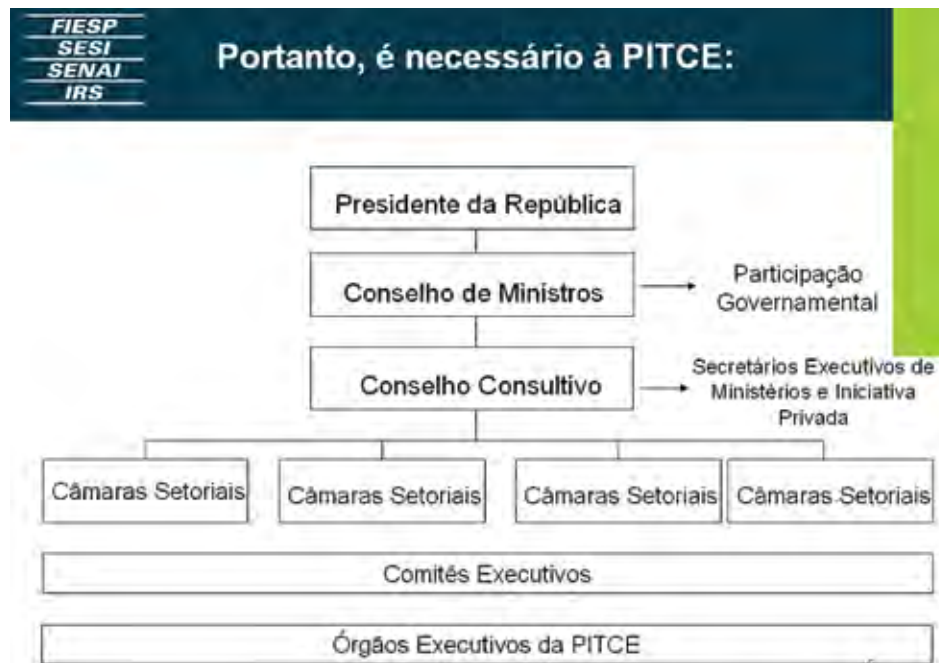 FIESP
SESI
SENAI
IRS
Portanto, é necessário à PITCE:
Presidente da República
Conselho de Ministros
Participação
Governamental
Conselho Consultivo
Secretários Executivos de
Ministérios e Iniciativa
Privada
Câmaras Setoriais
Câmaras Setoriais
Câmaras Setoriais
Câmaras Setoriais
Comitês Executivos
Órgãos Executivos da PITCE